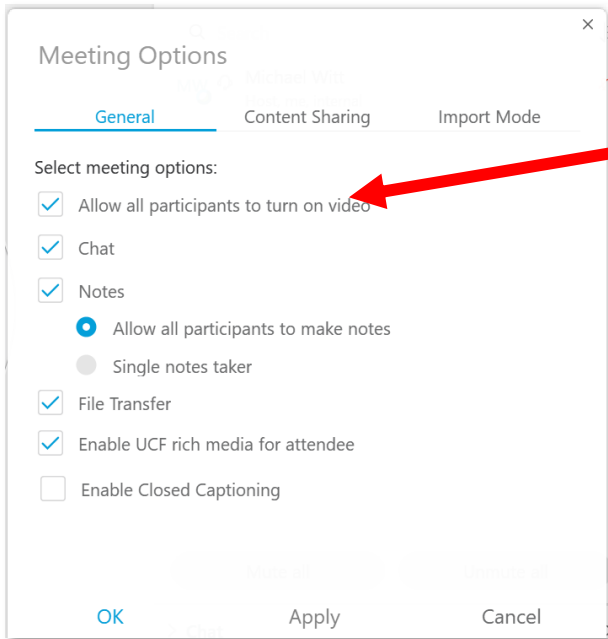 Meeting Options
General Content Sharing Import Mode
Select meeting options:
Allow all participants to turn on video
Chat
Notes
Allow all participants to make notes
Single notes taker
File Transfer
Enable UCF rich media for attendee
Enable Closed Captioning
OK Apply Cancel
Chat